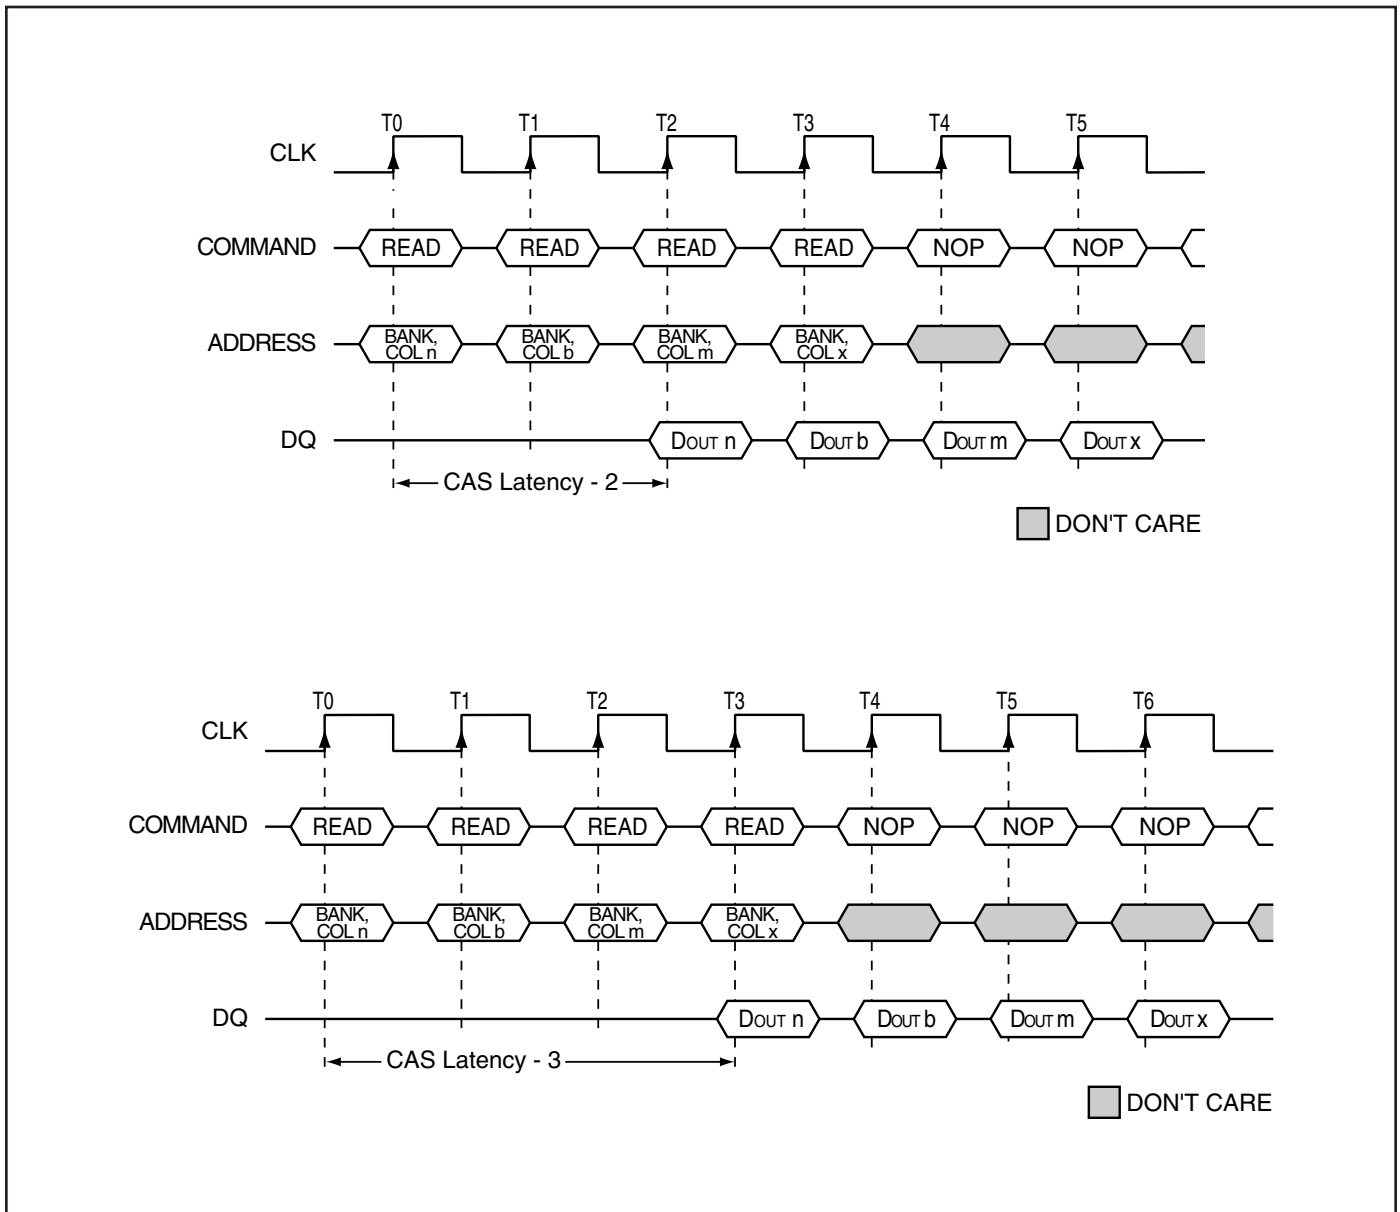 T0 T1 T2 T3 T4 T5
CLK
COMMAND READ READ READ READ NOP NOP
ADDRESS BANK, COL n BANK, COL b BANK, COL m BANK, COL x
DQ DOUT n DOUT b DOUT m DOUT x
CAS Latency - 2
DON'T CARE
T0 T1 T2 T3 T4 T5 T6
CLK
COMMAND READ READ READ READ NOP NOP NOP
ADDRESS BANK, COL n BANK, COL b BANK, COL m BANK, COL x
DQ DOUT n DOUT b DOUT m DOUT x
CAS Latency - 3
DON'T CARE